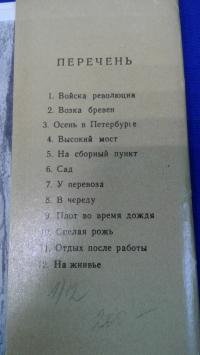 ПЕРЕЧЕНЬ
1. Войска революции
2. Возка бревен
3. Осень в Петербурге
4. Высокий мост
5. На сборный пункт
6. Сад
7. У перевоза
8. В череду
9. Плот во время дождя
10. Спелая рожь
11. Отдых после работы
12. На жнивье